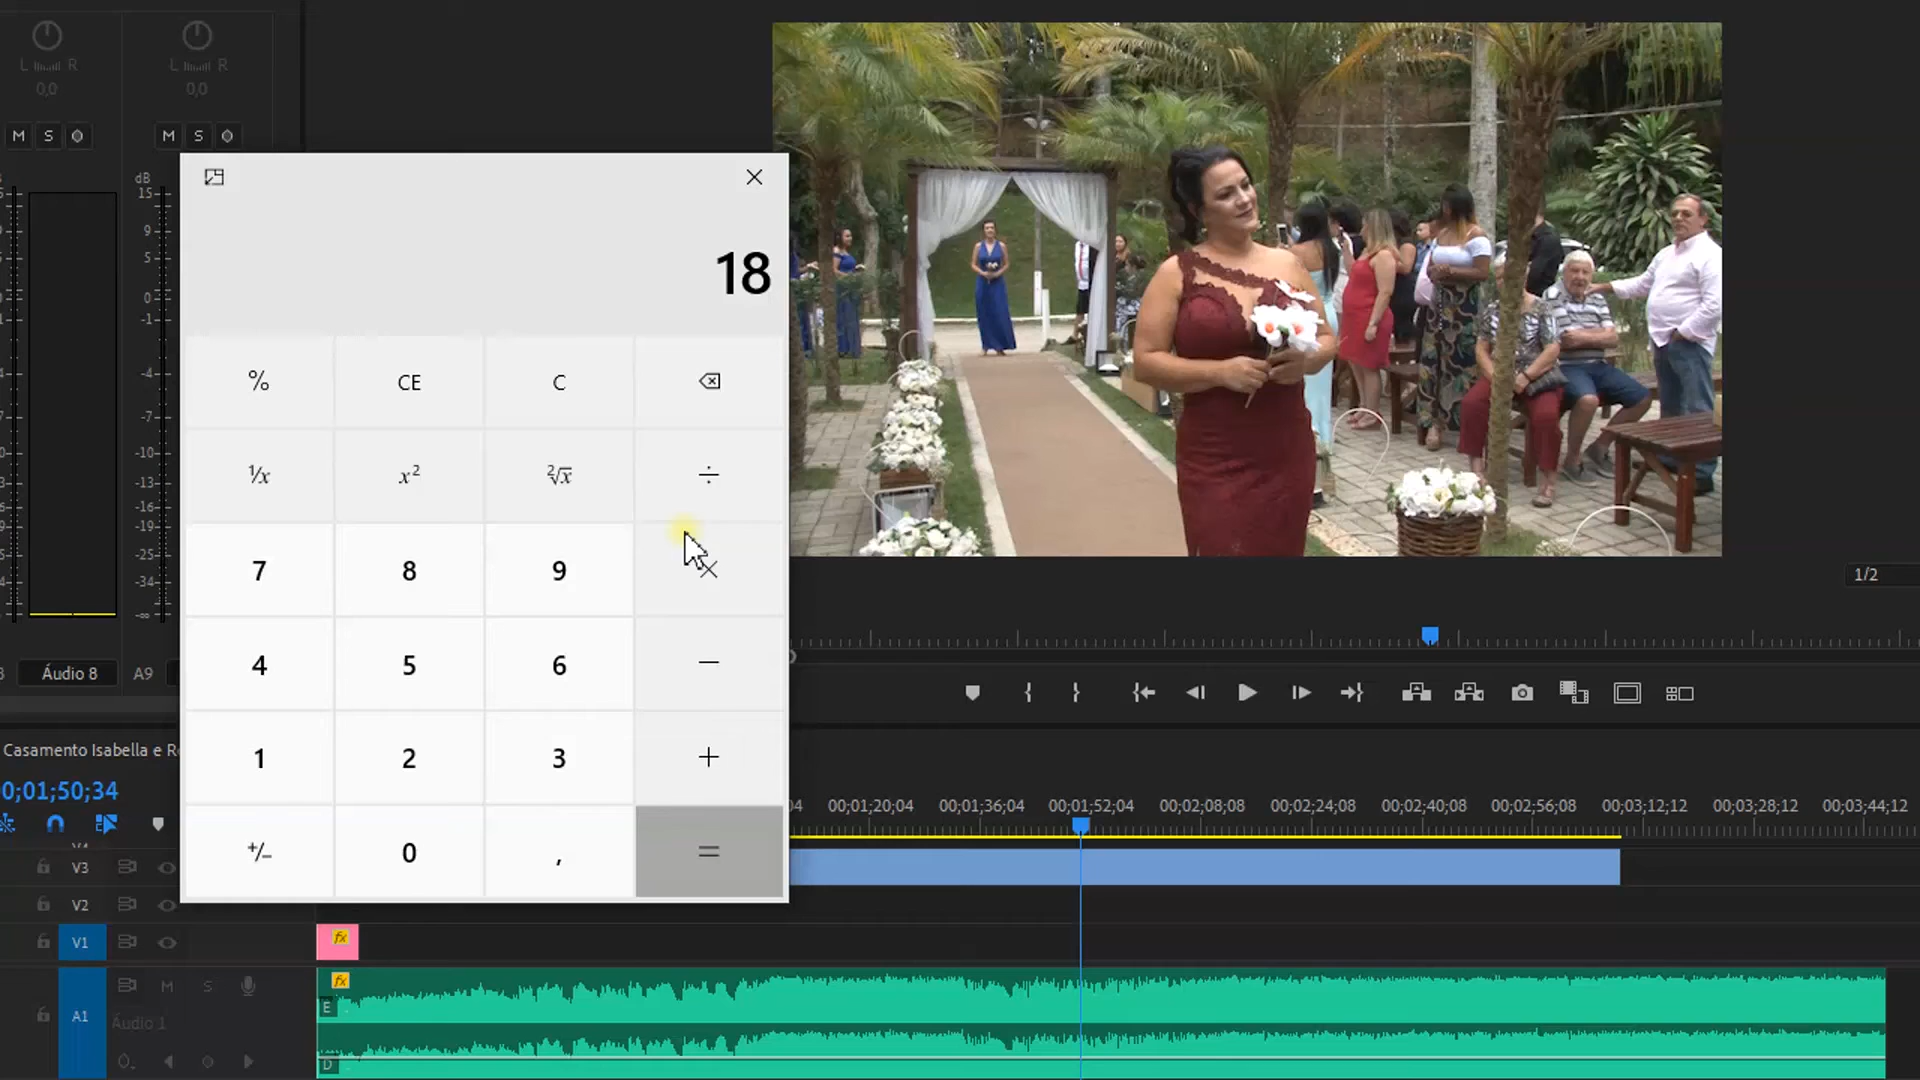 L R L R
0,0 0,0
M S M S
dB
15
9
5
0
-1
-4
-7
-10
-13
-16
-19
-25
-34
-∞
Áudio 8 A9
18
% CE C
⅟x x² ²√x ÷
7 8 9 ×
4 5 6 −
1 2 3 +
+/− 0 , =
1/2
Casamento Isabella e R
0;01;50;34
04 00;01;20;04 00;01;36;04 00;01;52;04 00;02;08;08 00;02;24;08 00;02;40;08 00;02;56;08 00;03;12;12 00;03;28;12 00;03;44;12
V3
V2
V1 fx
fx
M S
E
A1 Áudio 1
D